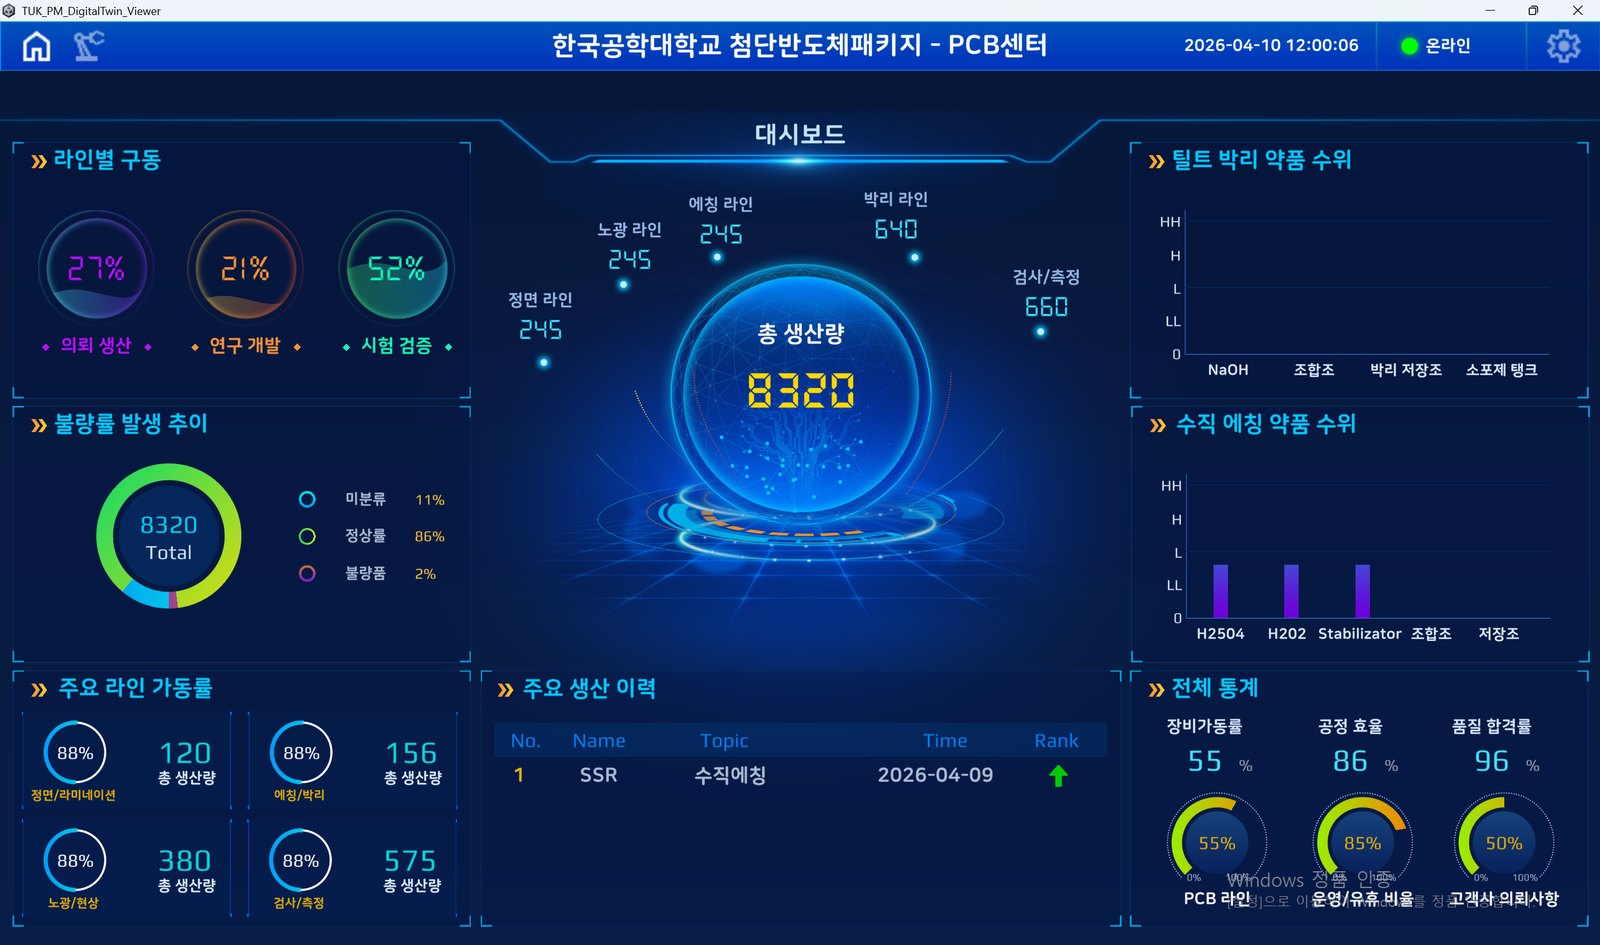 TUK_PM_DigitalTwin_Viewer
한국공학대학교 첨단반도체패키지 - PCB센터
2026-04-10 12:00:06
온라인
대시보드
라인별 구동
27%
21%
52%
의뢰 생산
연구 개발
시험 검증
불량률 발생 추이
8320
Total
미분류 11%
정상률 86%
불량품 2%
주요 라인 가동률
88%
120
총 생산량
정면/라미네이션
88%
156
총 생산량
에칭/박리
88%
380
총 생산량
노광/현상
88%
575
총 생산량
검사/측정
정면 라인
245
노광 라인
245
에칭 라인
245
박리 라인
640
검사/측정
660
총 생산량
8320
주요 생산 이력
No. Name Topic Time Rank
1 SSR 수직에칭 2026-04-09
틸트 박리 약품 수위
HH
H
L
LL
0
NaOH 조합조 박리 저장조 소포제 탱크
수직 에칭 약품 수위
HH
H
L
LL
0
H2504 H202 Stabilizator 조합조 저장조
전체 통계
장비가동률 공정 효율 품질 합격률
55 % 86 % 96 %
55% 85% 50%
0% 100% 0% 100% 0% 100%
PCB 라인 운영/유휴 비율 고객사 의뢰사항
Windows 정품 인증